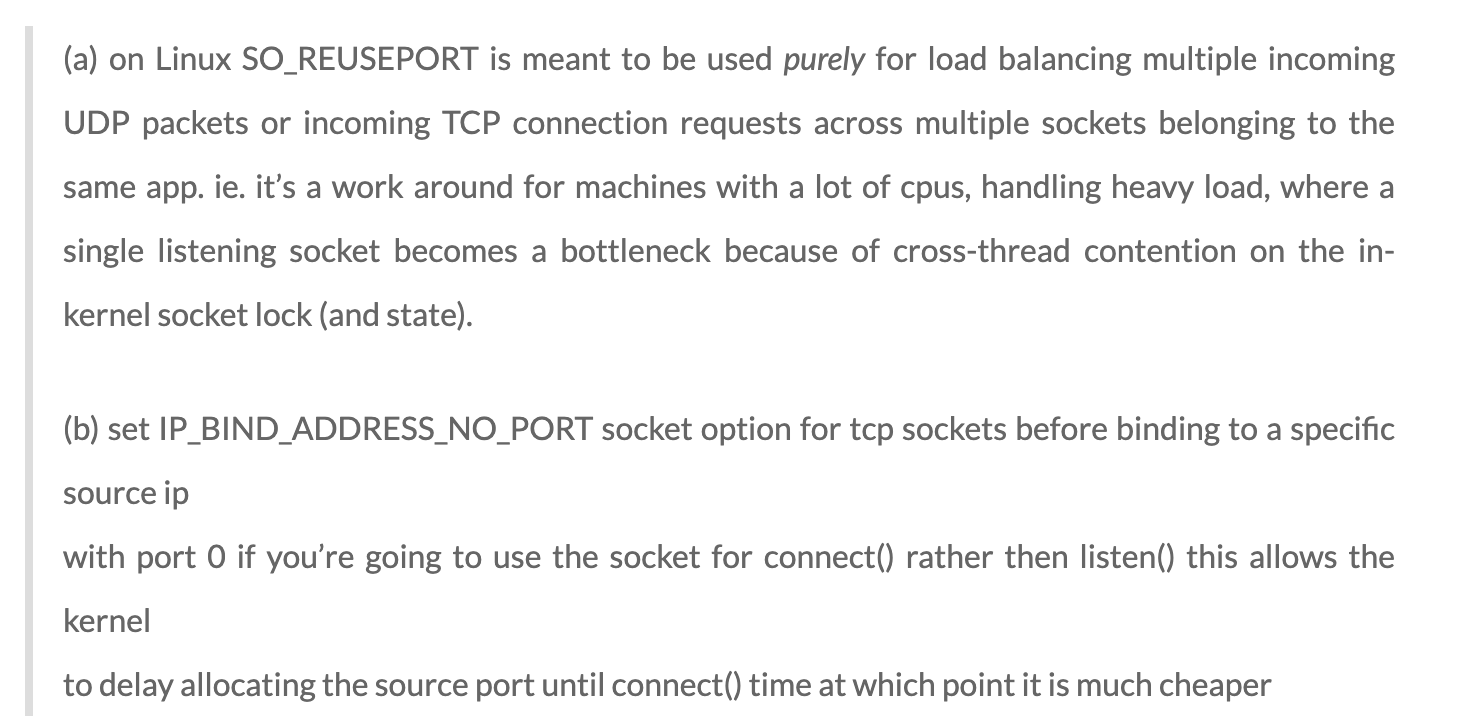 (a) on Linux SO_REUSEPORT is meant to be used purely for load balancing multiple incoming
UDP packets or incoming TCP connection requests across multiple sockets belonging to the
same app. ie. it’s a work around for machines with a lot of cpus, handling heavy load, where a
single listening socket becomes a bottleneck because of cross-thread contention on the in-
kernel socket lock (and state).
(b) set IP_BIND_ADDRESS_NO_PORT socket option for tcp sockets before binding to a specific
source ip
with port 0 if you’re going to use the socket for connect() rather then listen() this allows the
kernel
to delay allocating the source port until connect() time at which point it is much cheaper